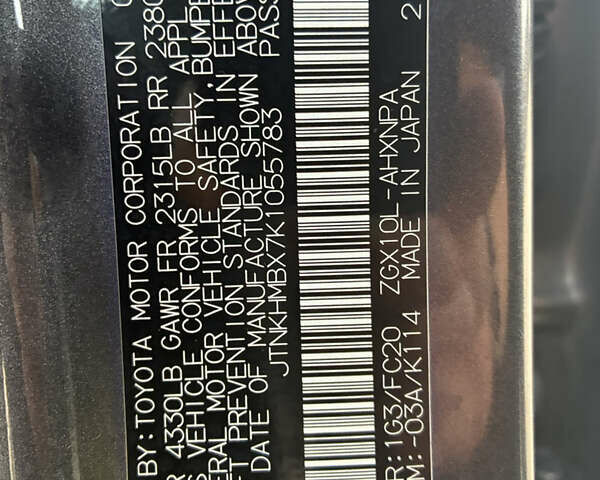 BY:TOYOTA MOTOR CORPORATION
4330LB GAWR FR 2315LB RR 2380
VEHICLE CONFORMS TO ALL APPL
MOTOR VEHICLE SAFETY, BUMPE
PREVENTION STANDARDS IN EFFE
DATE OF MANUFACTURE SHOWN ABOV
JTNKHMBX7K1055783 PASS
R:1G3/FC20 ZGX10L-AHXNPA
M:-03A/K114 MADE IN JAPAN 2